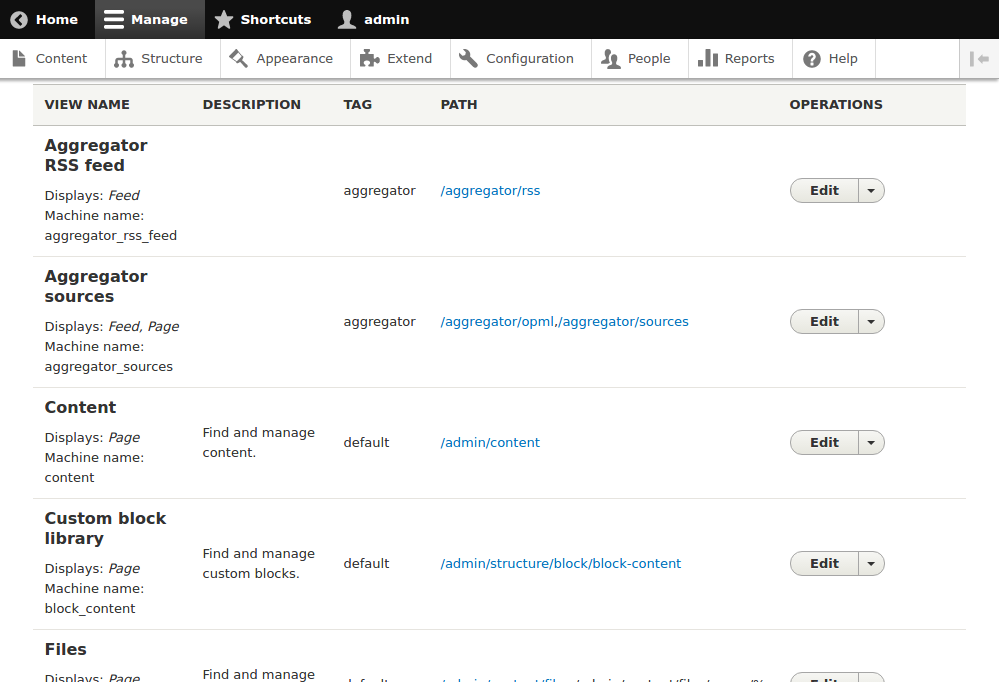 Home Manage Shortcuts admin
Content Structure Appearance Extend Configuration People Reports Help
VIEW NAME DESCRIPTION TAG PATH OPERATIONS
Aggregator
RSS feed
Displays: Feed
Machine name:
aggregator_rss_feed
aggregator
/aggregator/rss
Edit
Aggregator
sources
Displays: Feed, Page
Machine name:
aggregator_sources
aggregator
/aggregator/opml,/aggregator/sources
Edit
Content
Displays: Page
Machine name:
content
Find and manage
content.
default
/admin/content
Edit
Custom block
library
Displays: Page
Machine name:
block_content
Find and manage
custom blocks.
default
/admin/structure/block/block-content
Edit
Files
Displays: Page
Find and manage
default
Edit